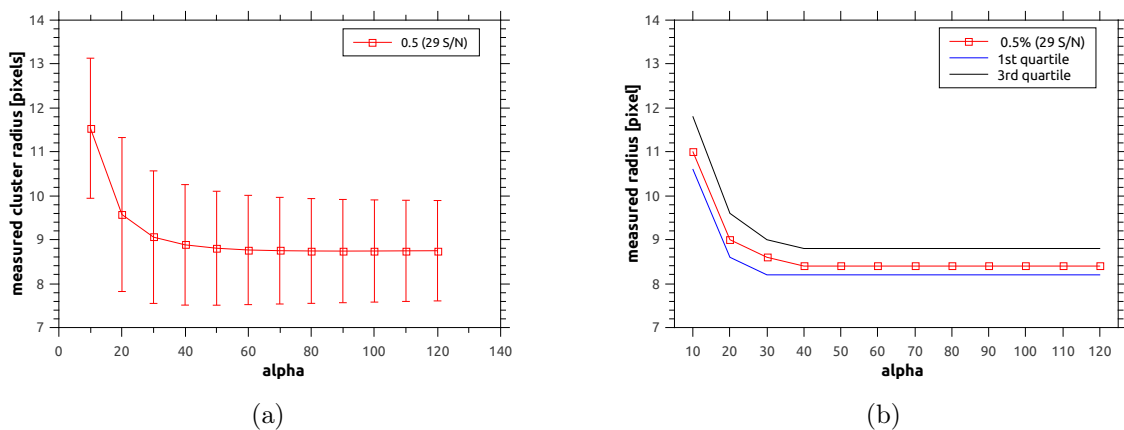 14
13
12
11
10
9
8
7
measured cluster radius [pixels]
0.5 (29 S/N)
0 20 40 60 80 100 120 140
alpha
(a)
14
13
12
11
10
9
8
7
measured radius [pixel]
0.5% (29 S/N)
1st quartile
3rd quartile
10 20 30 40 50 60 70 80 90 100 110 120
alpha
(b)